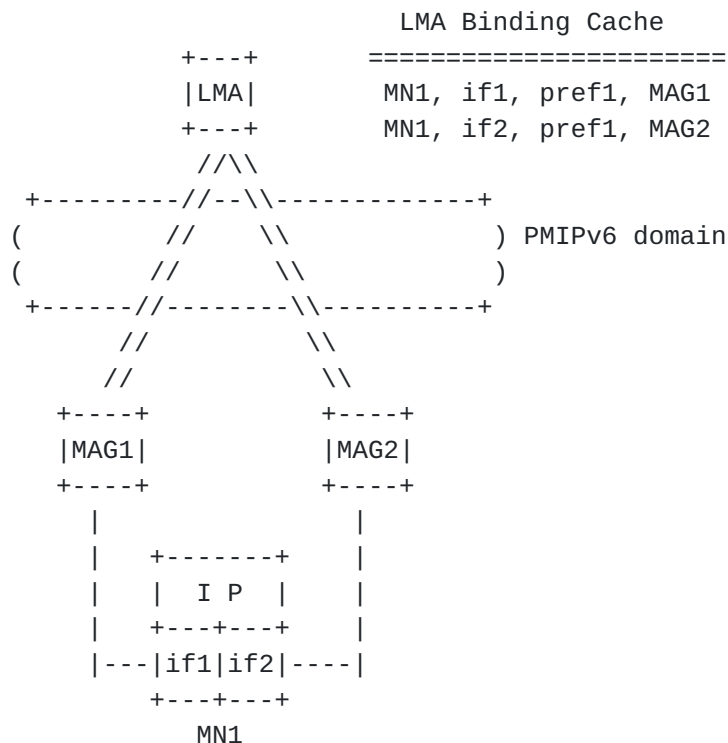 LMA Binding Cache
+---+ =======================
|LMA| MN1, if1, pref1, MAG1
+---+ MN1, if2, pref1, MAG2
//\\
+---------//--\\-------------+
( // \\ ) PMIPv6 domain
( // \\ )
+------//--------\\----------+
// \\
// \\
+----+ +----+
|MAG1| |MAG2|
+----+ +----+
| |
| +-------+ |
| | I P | |
| +---+---+ |
|---|if1|if2|----|
+---+---+
MN1